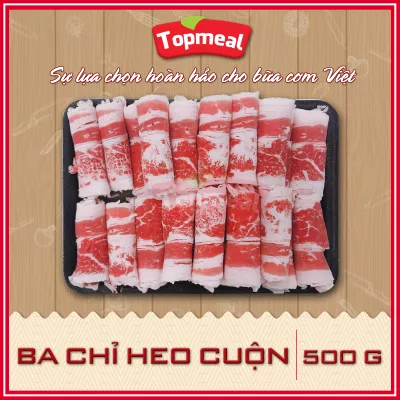 Topmeal
Sự lựa chọn hoàn hảo cho bữa cơm Việt
BA CHỈ HEO CUỘN 500 G